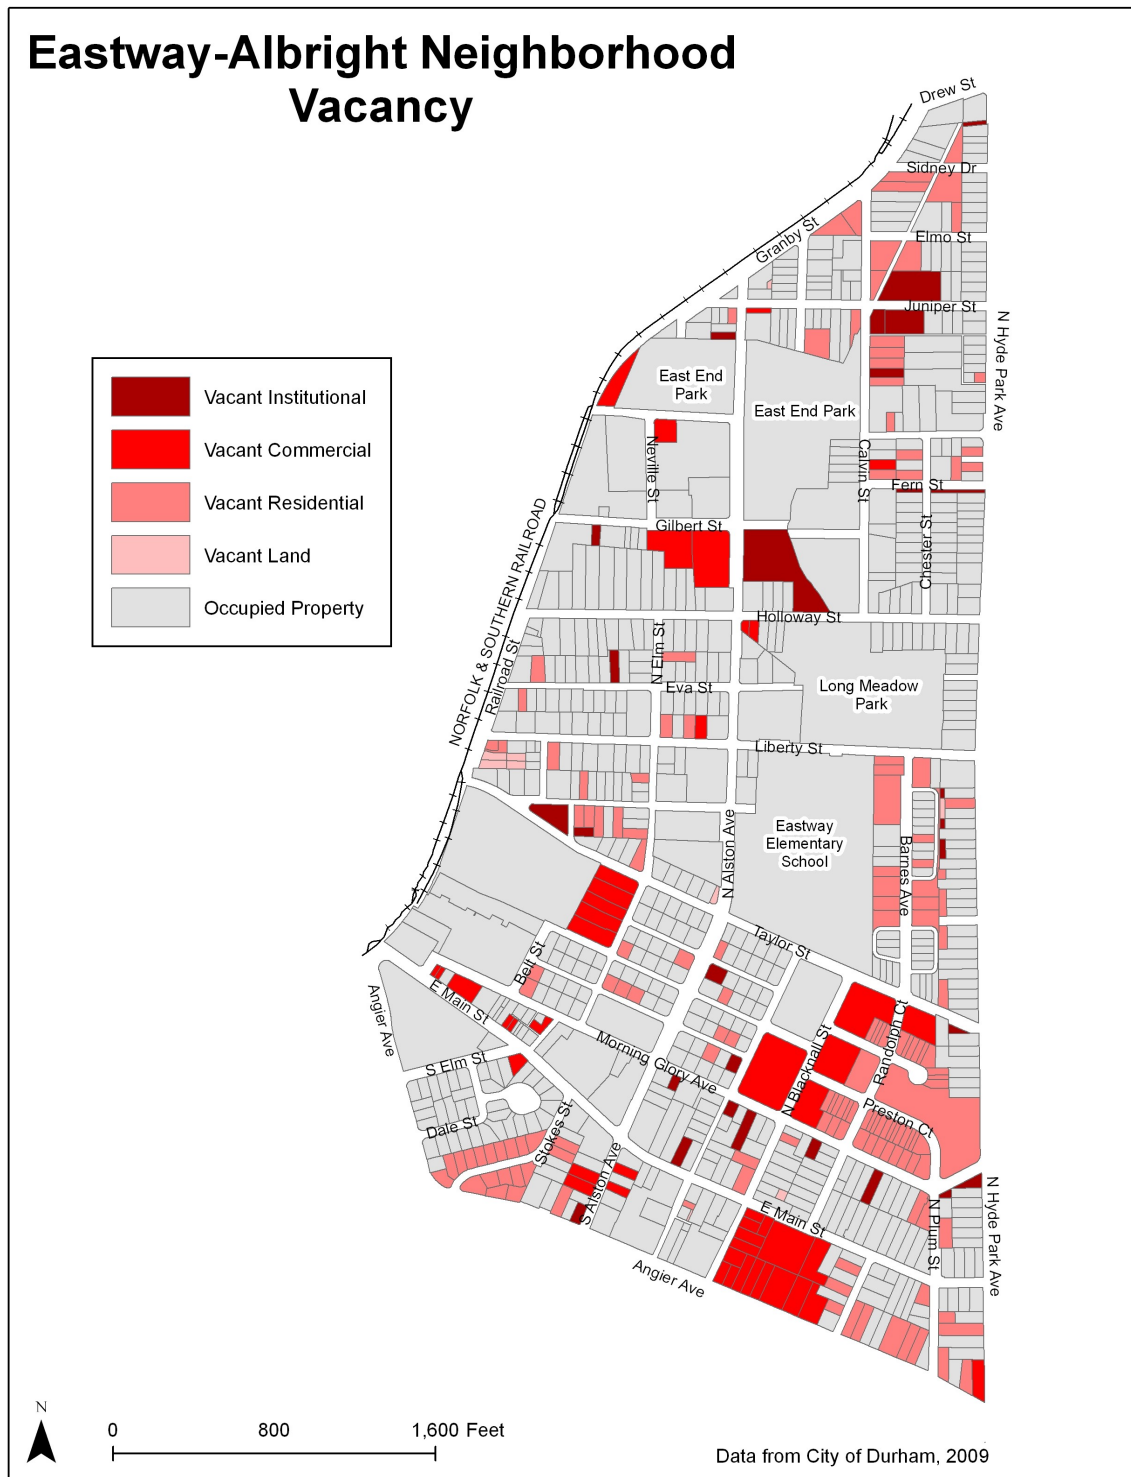 Eastway-Albright Neighborhood
Vacancy
Drew St
Sidney Dr
Granby St
Elmo St
Juniper St
N Hyde Park Ave
Vacant Institutional
Vacant Commercial
Vacant Residential
Vacant Land
Occupied Property
East End
Park
East End Park
Neville St
Calvin St
Fern St
Chester St
Gilbert St
NORFOLK & SOUTHERN RAILROAD
Railroad St
Holloway St
N Elm St
Eva St
Long Meadow
Park
Liberty St
Eastway
Elementary
School
N Alston Ave
Barnes Ave
Taylor St
Belt St
E Main St
Angier Ave
S Elm St
Morning Glory Ave
N Blacknall St
Randolph Ct
Preston Ct
Dale St
Stokes St
S Alston Ave
E Main St
N Plum St
N Hyde Park Ave
Angier Ave
N
0 800 1,600 Feet
Data from City of Durham, 2009